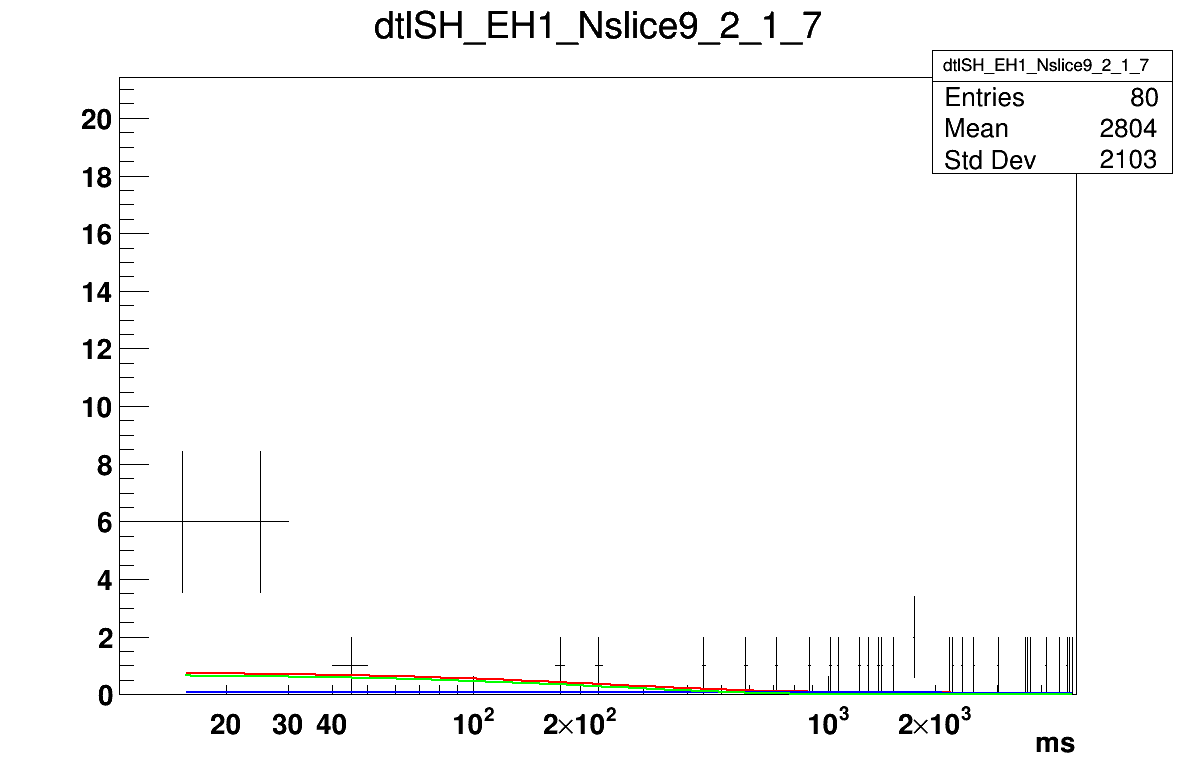 dtlSH_EH1_Nslice9_2_1_7
dtlSH_EH1_Nslice9_2_1_7
Entries 80
Mean 2804
Std Dev 2103
20
18
16
14
12
10
8
6
4
2
0
20 30 40 10² 2×10² 10³ 2×10³
ms